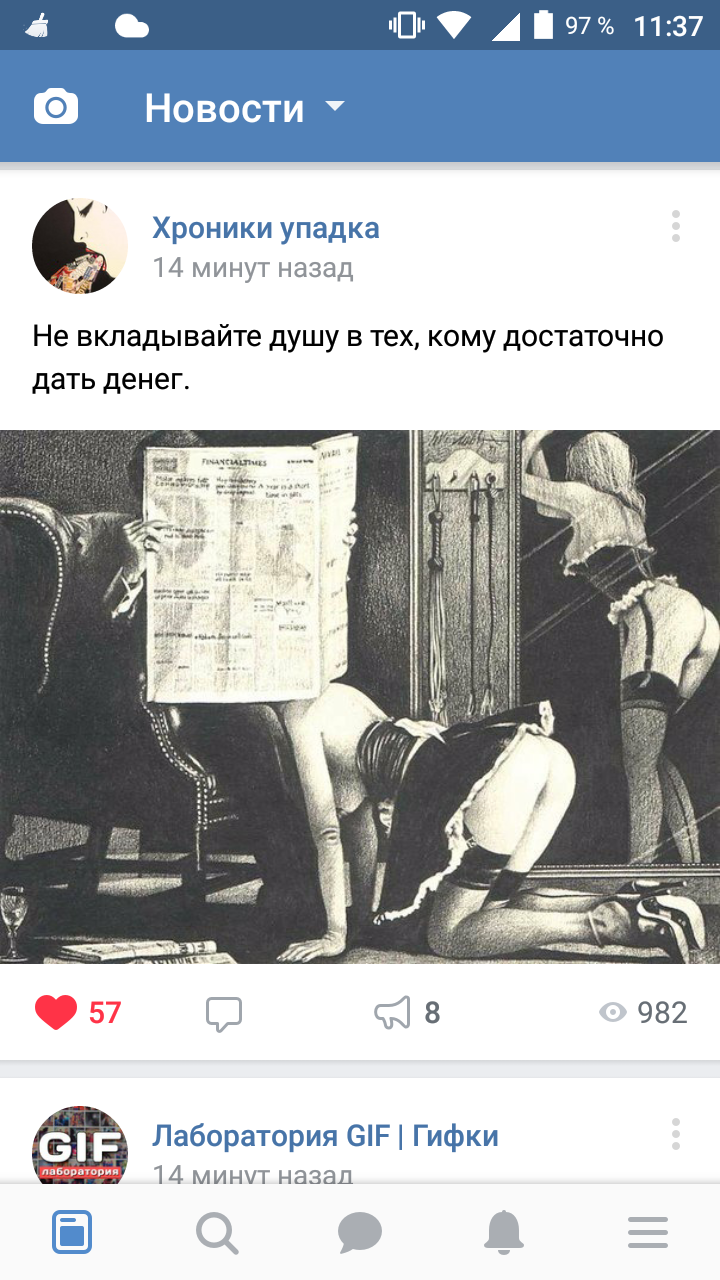 97 % 11:37
Новости
Хроники упадка
14 минут назад
Не вкладывайте душу в тех, кому достаточно
дать денег.
FINANCIAL TIMES
57 8 982
GIF
лаборатория
Лаборатория GIF | Гифки
14 минут назад